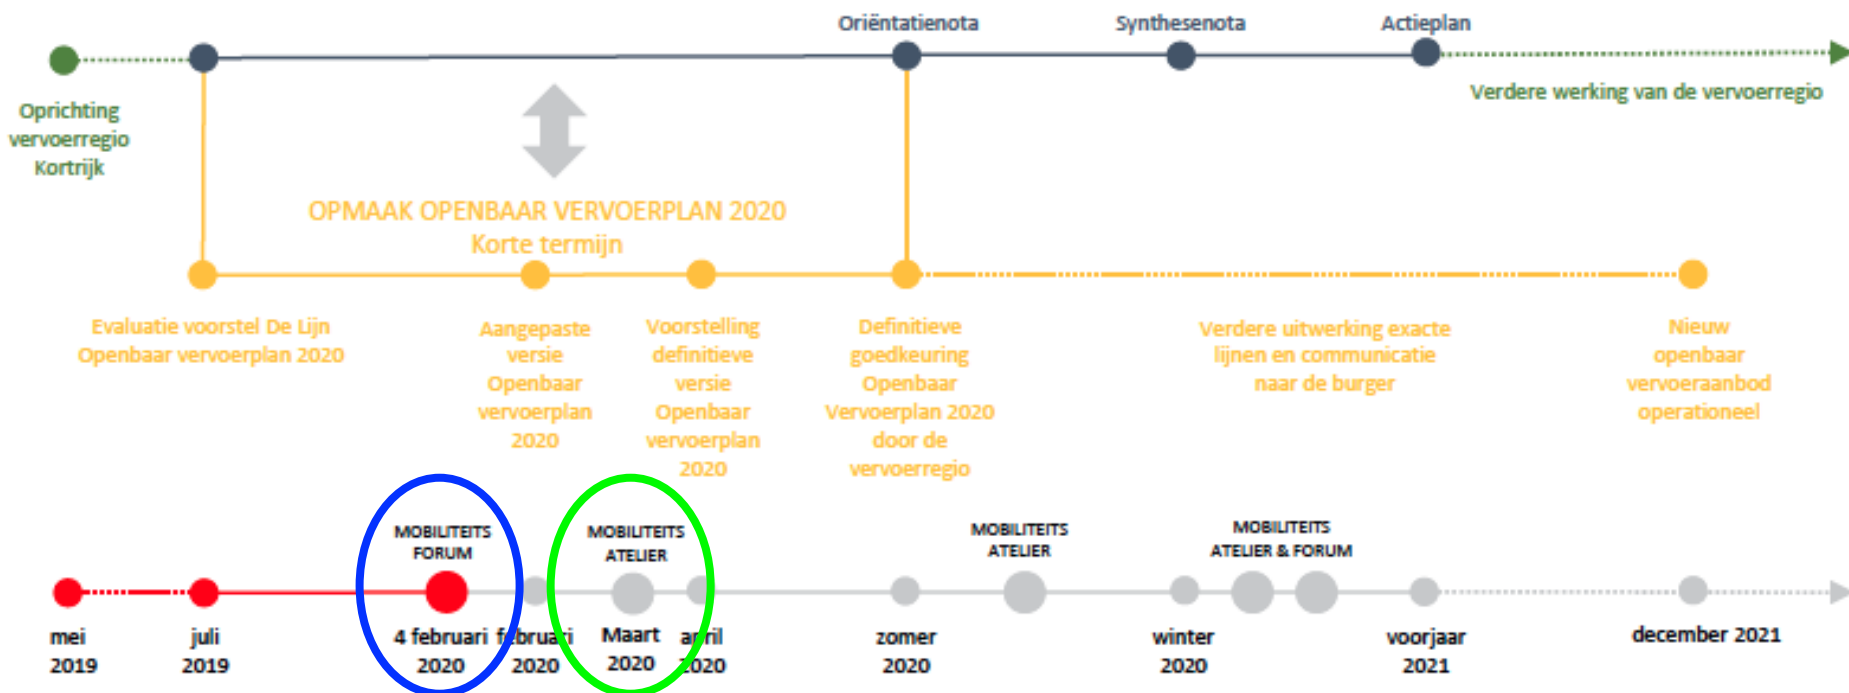 Oriëntatienota
Synthesenota
Actieplan
Oprichting
vervoerregio
Kortrijk
Verdere werking van de vervoerregio
OPMAAK OPENBAAR VERVOERPLAN 2020
Korte termijn
Evaluatie voorstel De Lijn
Openbaar vervoerplan 2020
Aangepaste
versie
Openbaar
vervoerplan
2020
Voorstelling
definitieve
versie
Openbaar
vervoerplan
2020
Definitieve
goedkeuring
Openbaar
Vervoerplan 2020
door de
vervoerregio
Verdere uitwerking exacte
lijnen en communicatie
naar de burger
Nieuw
openbaar
vervoeraanbod
operationeel
MOBILITEITS
FORUM
MOBILITEITS
ATELIER
MOBILITEITS
ATELIER
MOBILITEITS
ATELIER & FORUM
mei
2019
juli
2019
4 februari
2020
februari
2020
Maart
2020
april
2020
zomer
2020
winter
2020
voorjaar
2021
december 2021